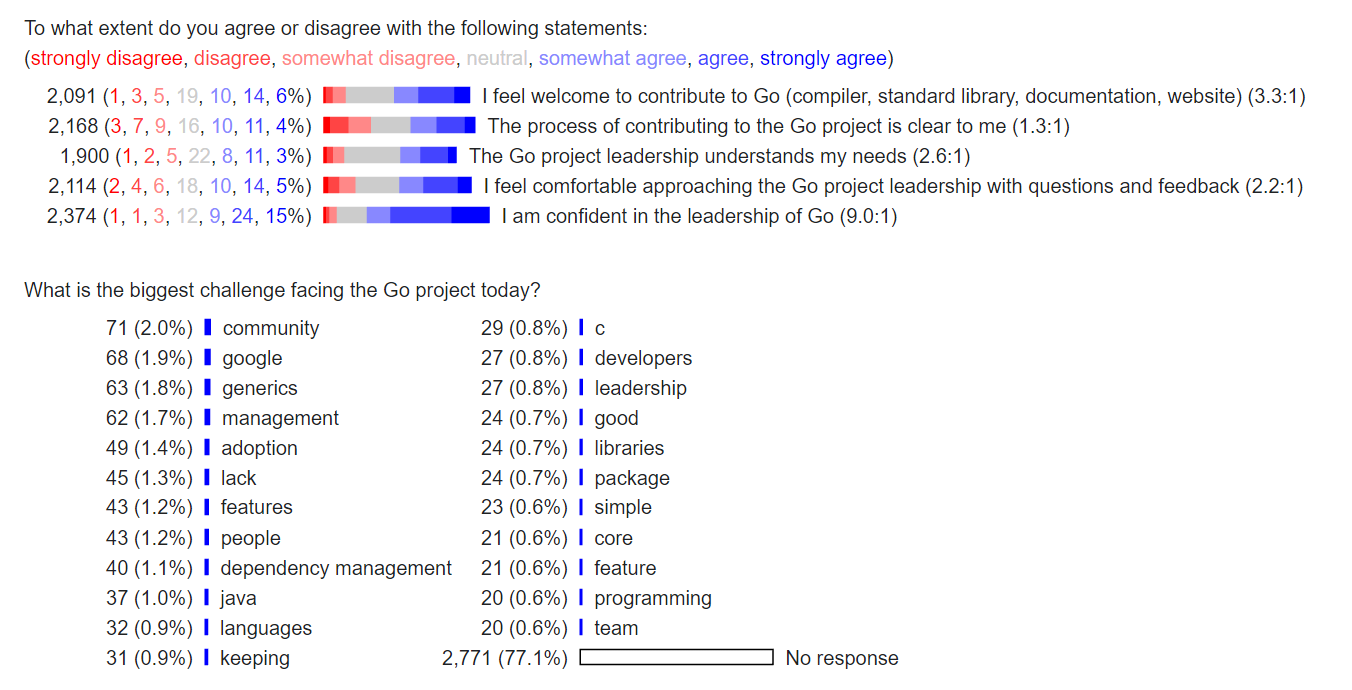 To what extent do you agree or disagree with the following statements:
(strongly disagree, disagree, somewhat disagree, neutral, somewhat agree, agree, strongly agree)
2,091 (1, 3, 5, 19, 10, 14, 6%) I feel welcome to contribute to Go (compiler, standard library, documentation, website) (3.3:1)
2,168 (3, 7, 9, 16, 10, 11, 4%) The process of contributing to the Go project is clear to me (1.3:1)
1,900 (1, 2, 5, 22, 8, 11, 3%) The Go project leadership understands my needs (2.6:1)
2,114 (2, 4, 6, 18, 10, 14, 5%) I feel comfortable approaching the Go project leadership with questions and feedback (2.2:1)
2,374 (1, 1, 3, 12, 9, 24, 15%) I am confident in the leadership of Go (9.0:1)
What is the biggest challenge facing the Go project today?
71 (2.0%) community
68 (1.9%) google
63 (1.8%) generics
62 (1.7%) management
49 (1.4%) adoption
45 (1.3%) lack
43 (1.2%) features
43 (1.2%) people
40 (1.1%) dependency management
37 (1.0%) java
32 (0.9%) languages
31 (0.9%) keeping
29 (0.8%) c
27 (0.8%) developers
27 (0.8%) leadership
24 (0.7%) good
24 (0.7%) libraries
24 (0.7%) package
23 (0.6%) simple
21 (0.6%) core
21 (0.6%) feature
20 (0.6%) programming
20 (0.6%) team
2,771 (77.1%) No response